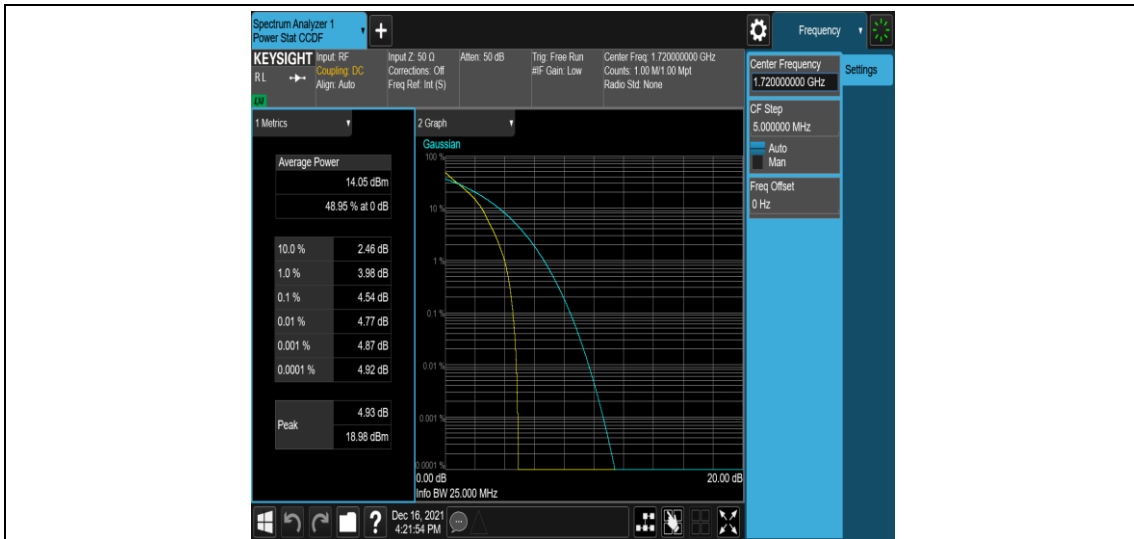 Spectrum Analyzer 1
Power Stat CCDF
+
Frequency
KEYSIGHT
RL
LXI
Input: RF
Coupling: DC
Align: Auto
Input Z: 50 Ω
Corrections: Off
Freq Ref: Int (S)
Atten: 50 dB
Trig: Free Run
#IF Gain: Low
Center Freq: 1.720000000 GHz
Counts: 1.00 M/1.00 Mpt
Radio Std: None
Center Frequency
1.720000000 GHz
Settings
CF Step
5.000000 MHz
Auto
Man
Freq Offset
0 Hz
1 Metrics
Average Power
14.05 dBm
48.95 % at 0 dB
10.0 % 2.46 dB
1.0 % 3.98 dB
0.1 % 4.54 dB
0.01 % 4.77 dB
0.001 % 4.87 dB
0.0001 % 4.92 dB
Peak
4.93 dB
18.98 dBm
2 Graph
Gaussian
100 %
10 %
1 %
0.1 %
0.01 %
0.001 %
0.0001 %
0.00 dB
20.00 dB
Info BW 25.000 MHz
?
Dec 16, 2021
4:21:54 PM